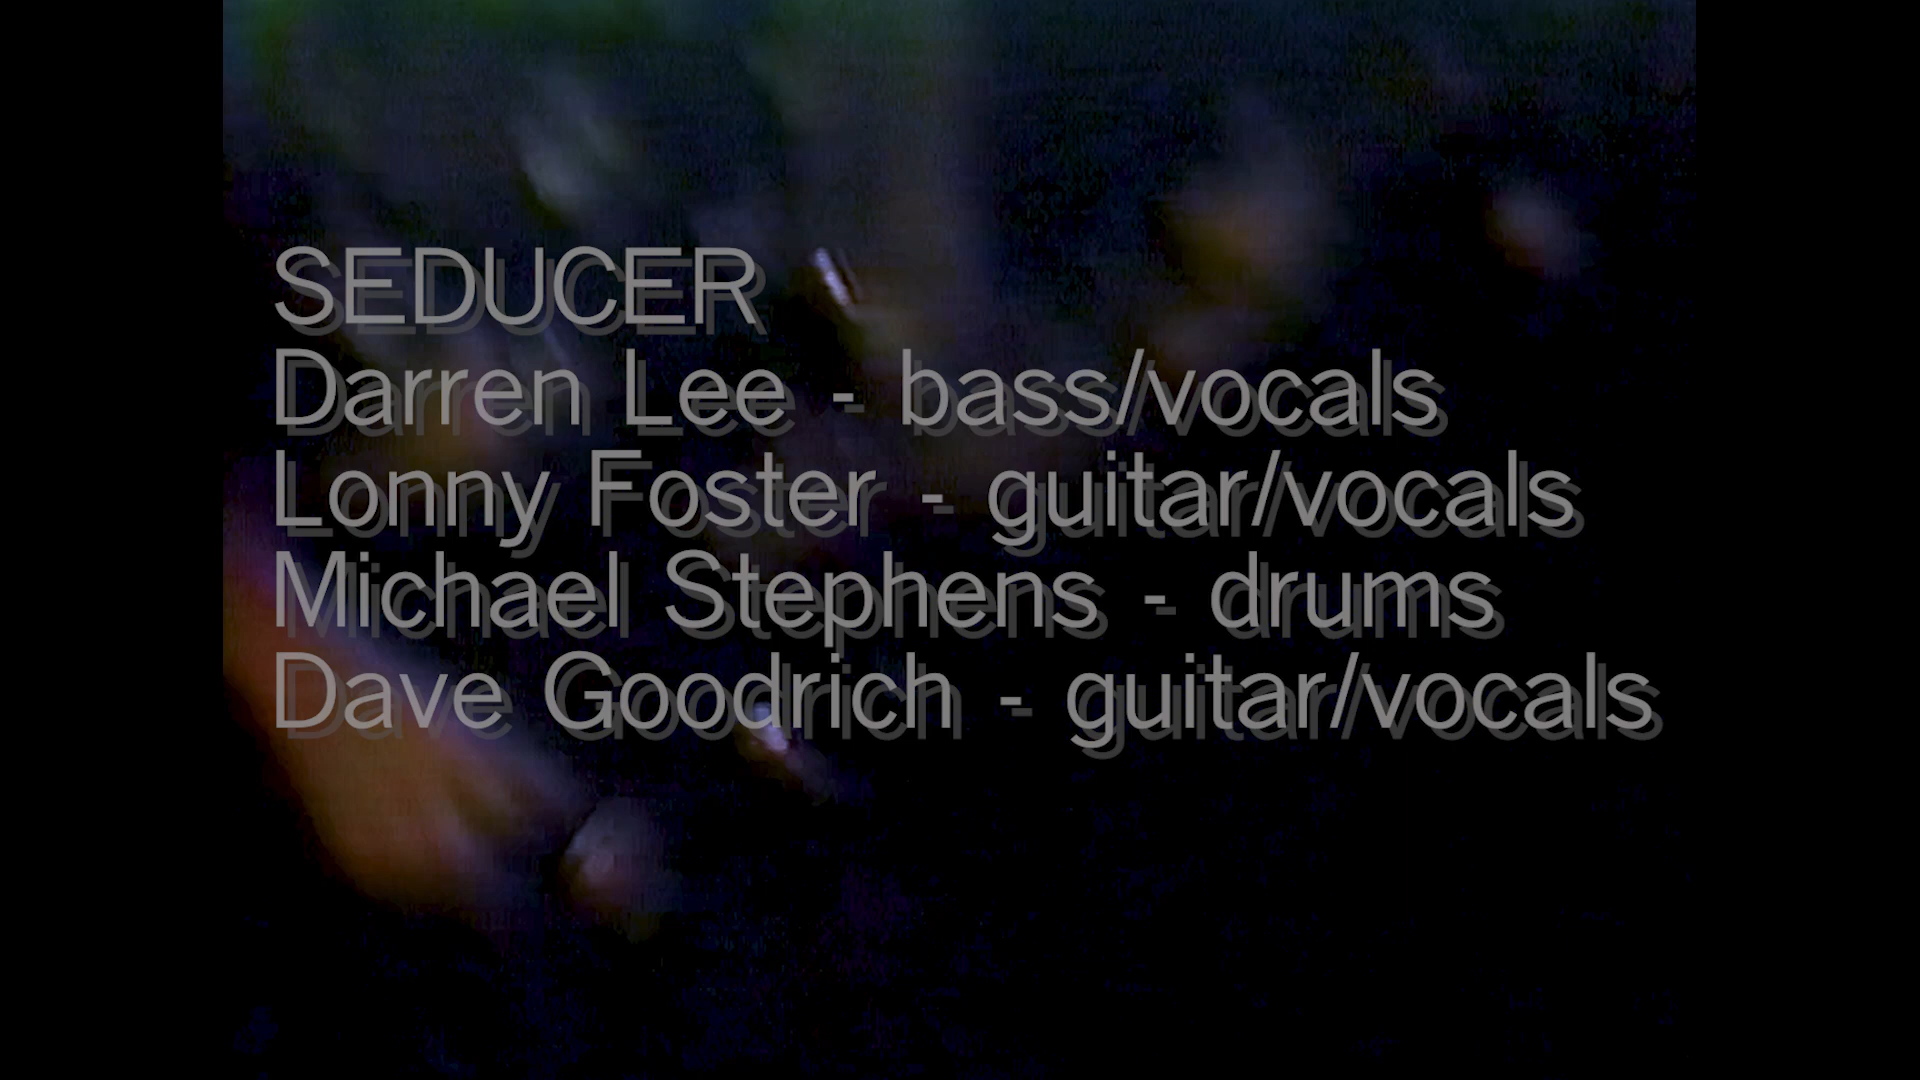 SEDUCER
Darren Lee - bass/vocals
Lonny Foster - guitar/vocals
Michael Stephens - drums
Dave Goodrich - guitar/vocals